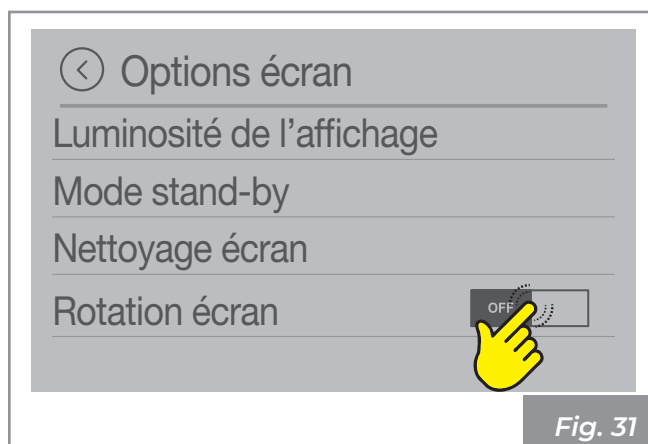 Options écran
Luminosité de l’affichage
Mode stand-by
Nettoyage écran
Rotation écran
OFF
Fig. 31